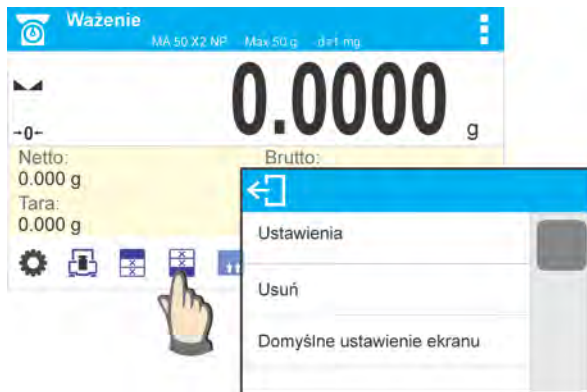 Ważenie
MA 50 X2 NP Max 50 g d=1 mg
0.0000 g
→0←
Netto: Brutto:
0.000 g
Tara:
0.000 g
Ustawienia
Usuń
Domyślne ustawienie ekranu